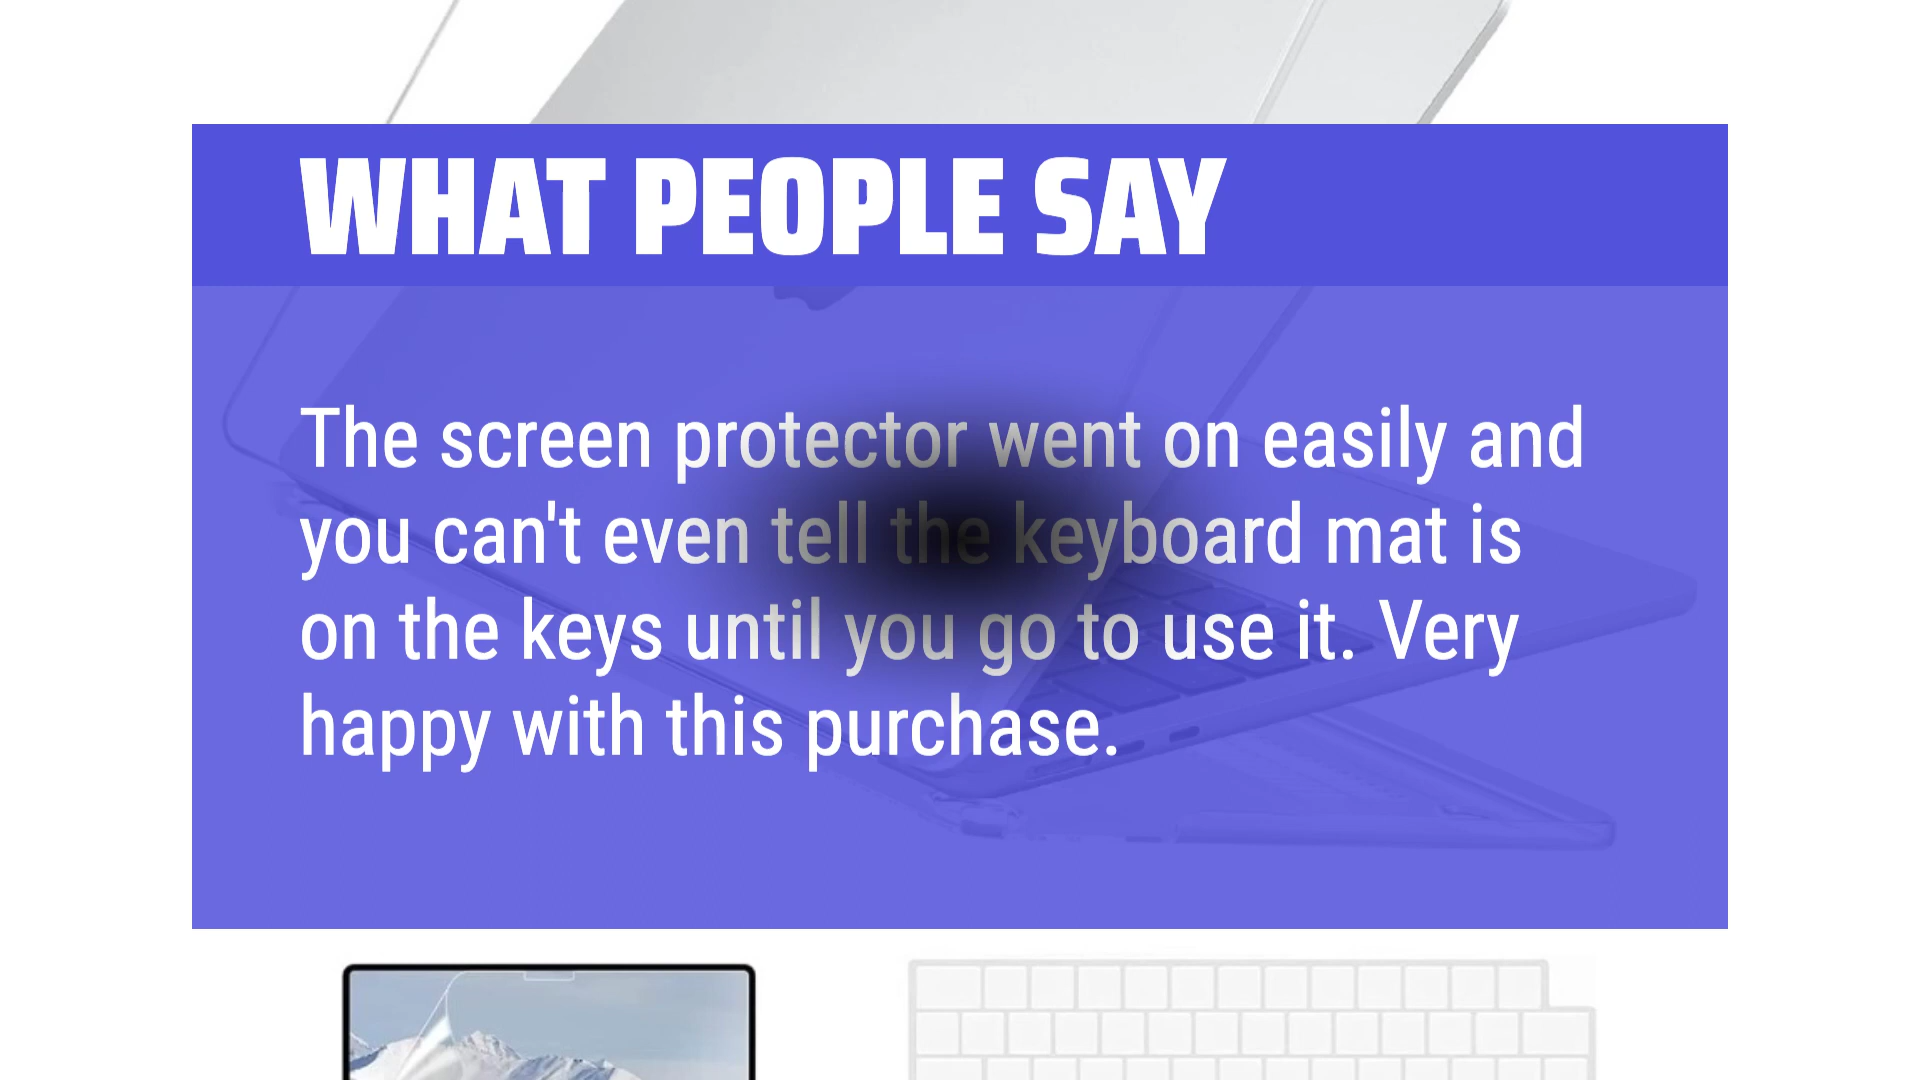 WHAT PEOPLE SAY
The screen protector went on easily and
you can't even tell the keyboard mat is
on the keys until you go to use it. Very
happy with this purchase.